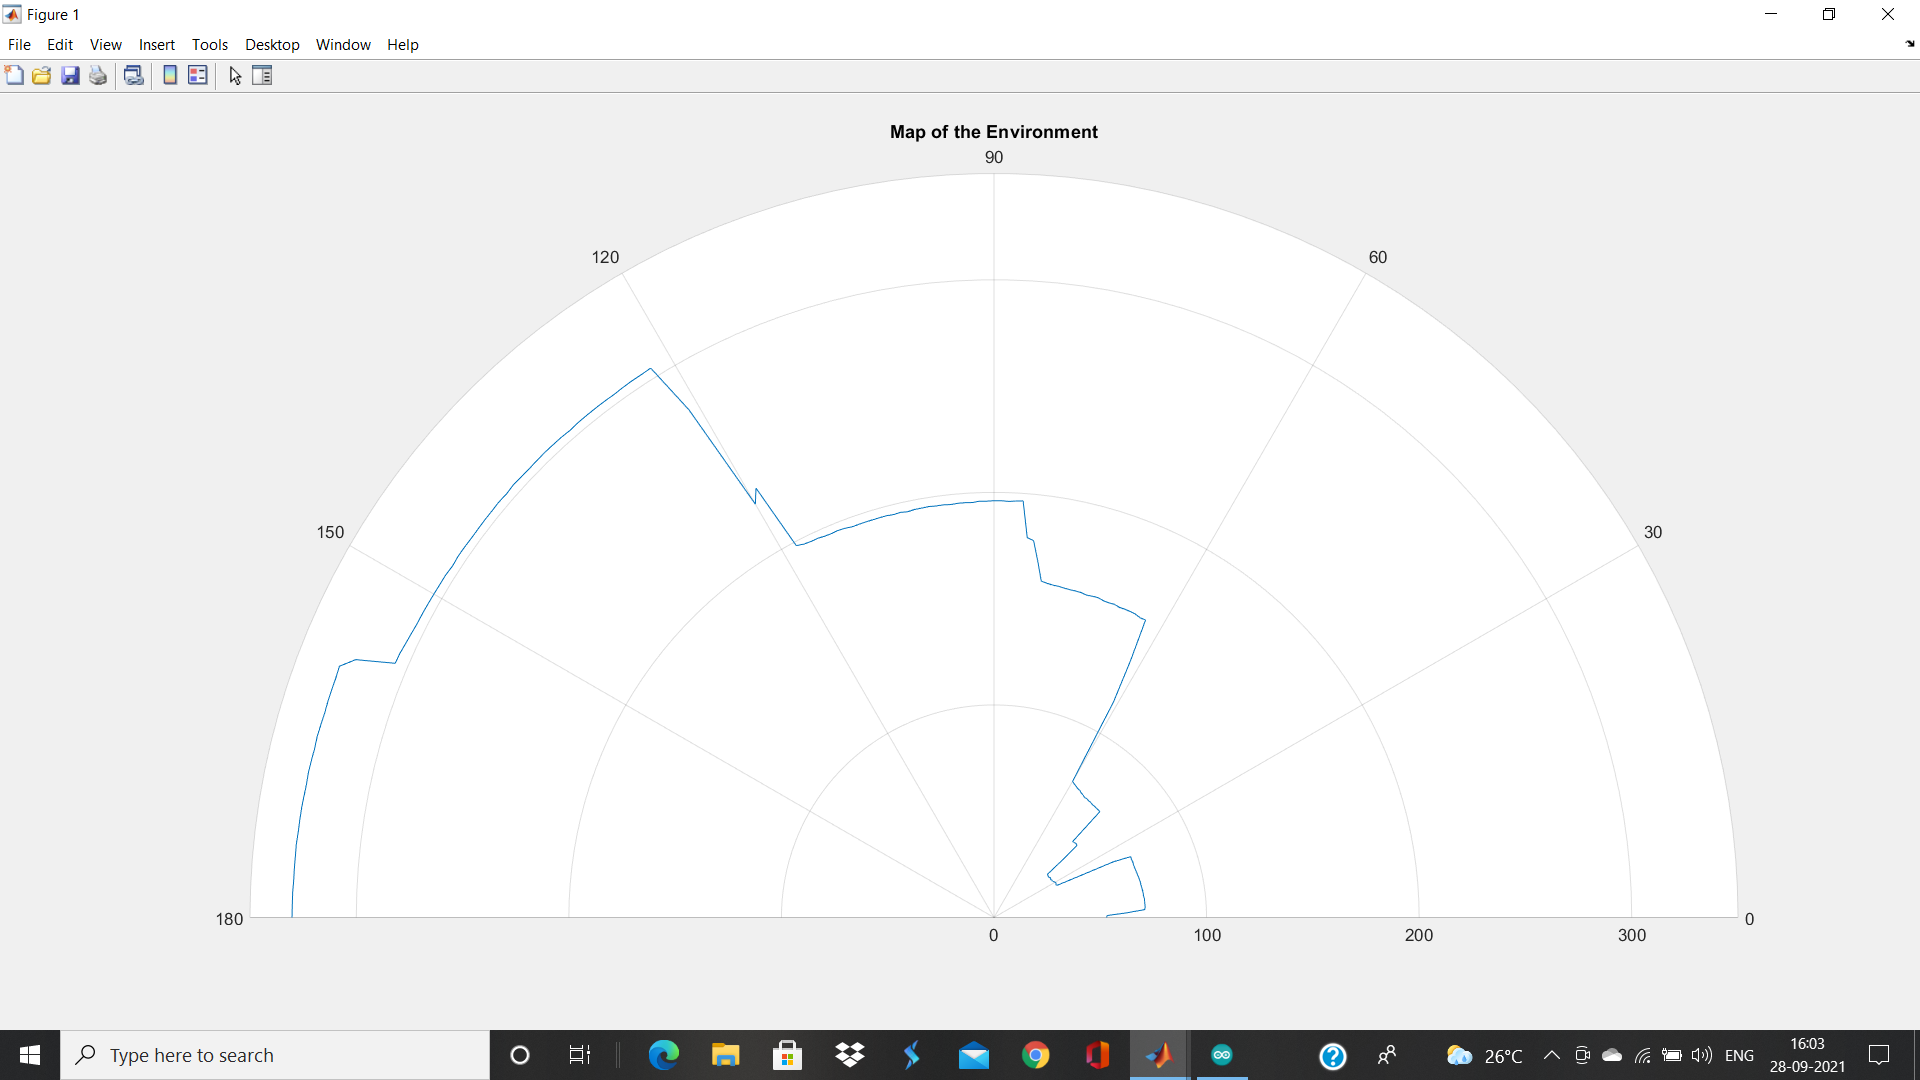 Figure 1
File Edit View Insert Tools Desktop Window Help
Map of the Environment
90
120
60
150
30
180
0
0
100
200
300
Type here to search
26°C
ENG
16:03
28-09-2021